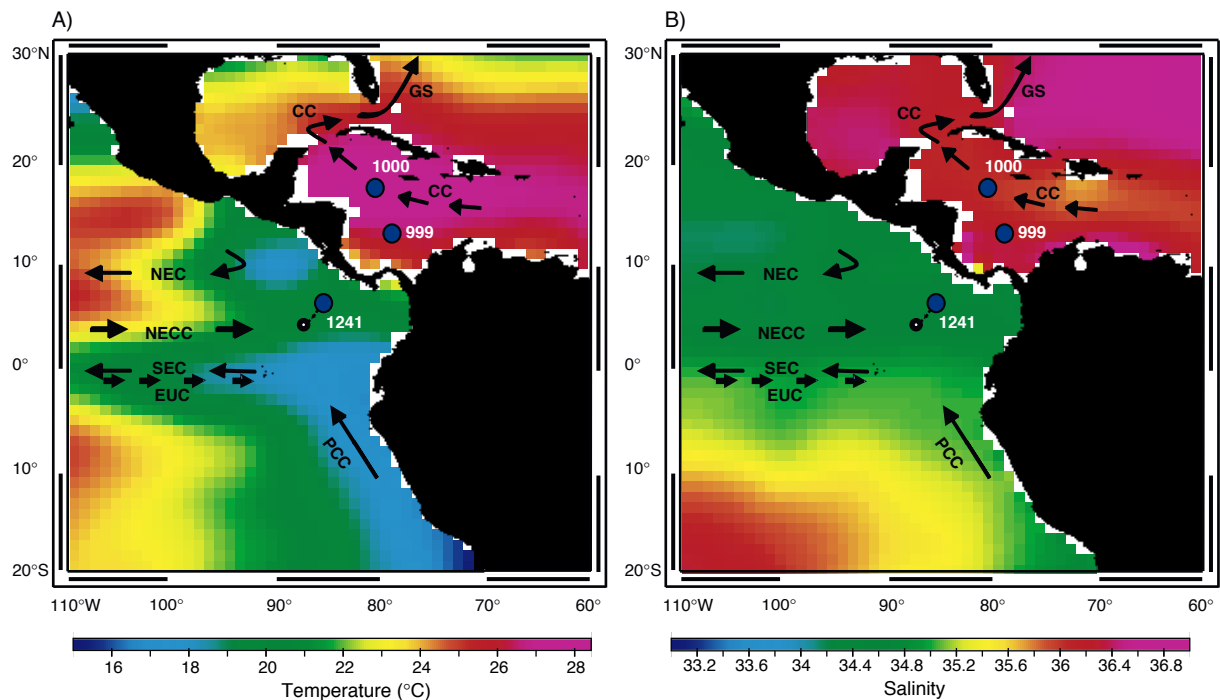 A)
30°N
20°
10°
0°
10°
20°S
110°W 100° 90° 80° 70° 60°
GS
CC
1000
CC
999
NEC
1241
NECC
SEC
EUC
PCC
16 18 20 22 24 26 28
Temperature (°C)
B)
30°N
20°
10°
0°
10°
20°S
110°W 100° 90° 80° 70° 60°
GS
CC
1000
CC
999
NEC
1241
NECC
SEC
EUC
PCC
33.2 33.6 34 34.4 34.8 35.2 35.6 36 36.4 36.8
Salinity